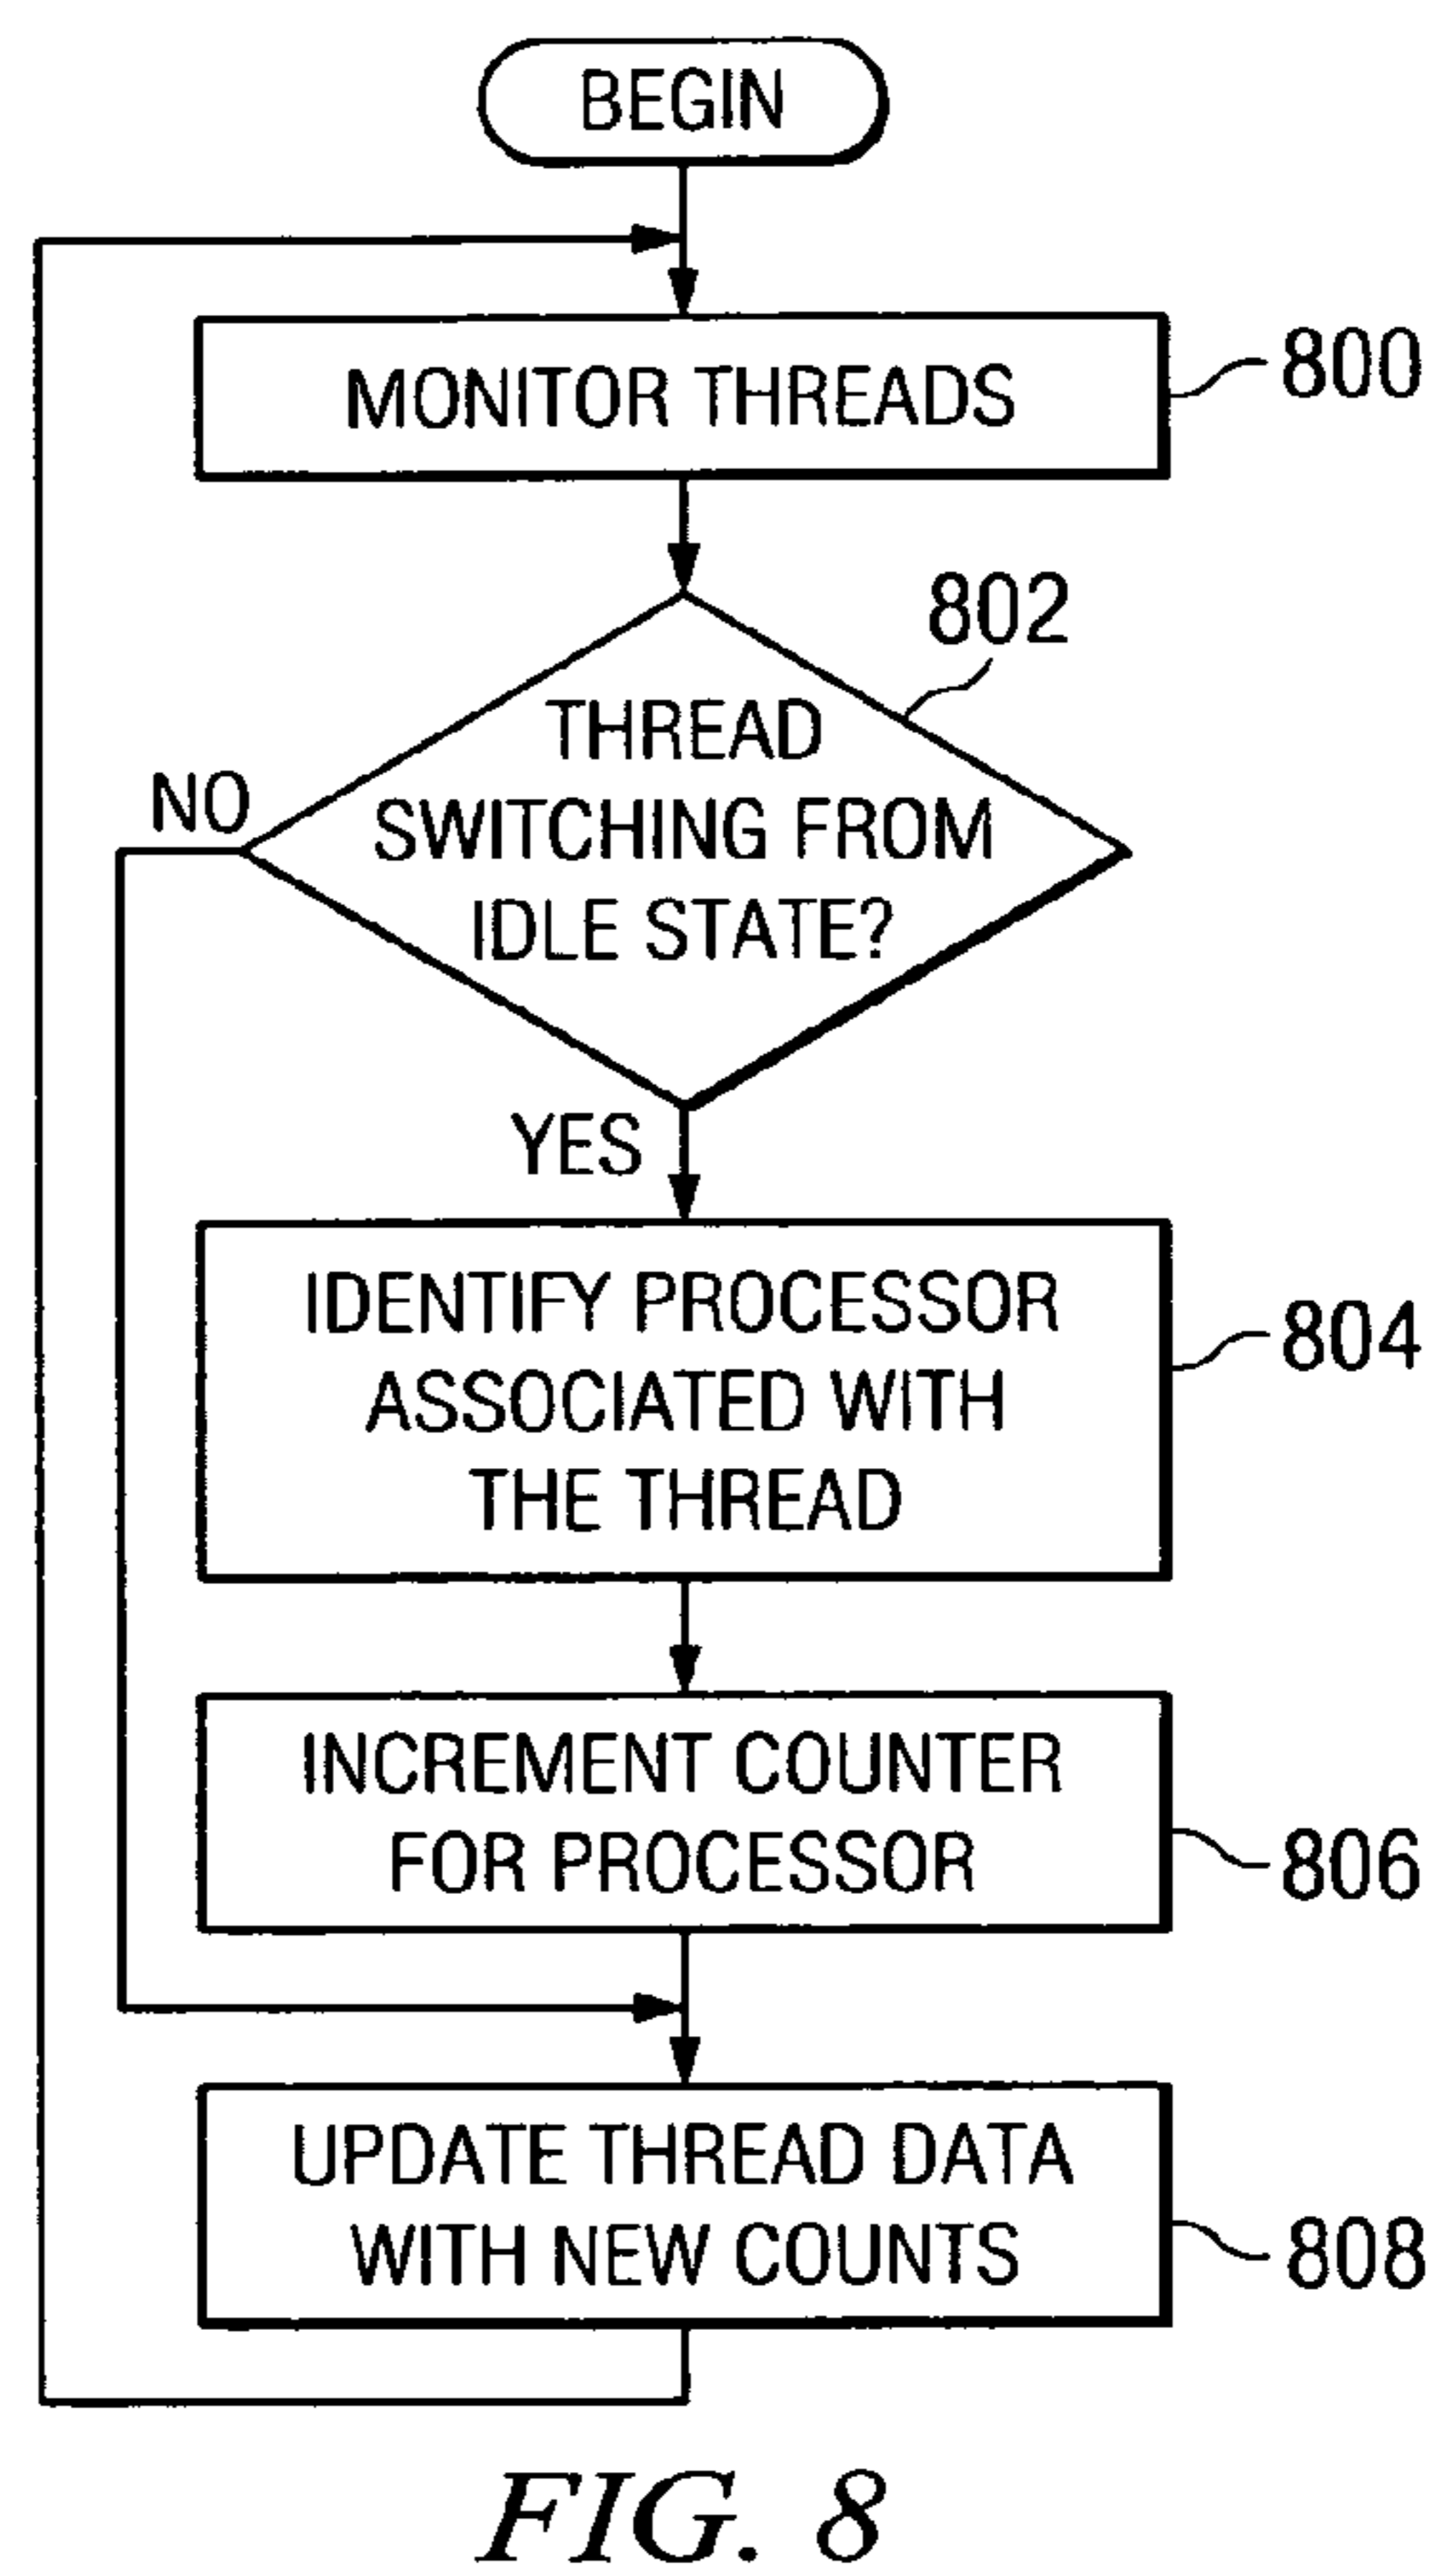 BEGIN
MONITOR THREADS
800
802
THREAD
SWITCHING FROM
IDLE STATE?
NO
YES
IDENTIFY PROCESSOR
ASSOCIATED WITH
THE THREAD
804
INCREMENT COUNTER
FOR PROCESSOR
806
UPDATE THREAD DATA
WITH NEW COUNTS
808
FIG. 8